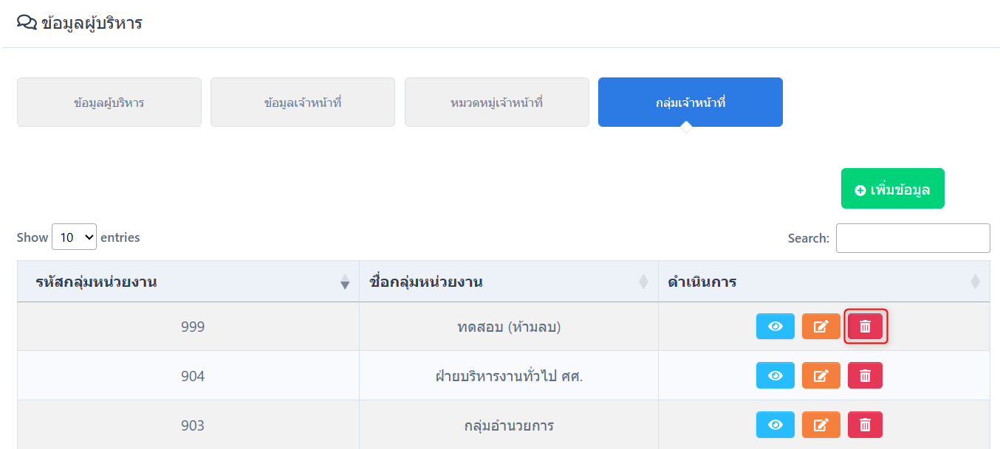 ข้อมูลผู้บริหาร
ข้อมูลผู้บริหาร ข้อมูลเจ้าหน้าที่ หมวดหมู่เจ้าหน้าที่ กลุ่มเจ้าหน้าที่
เพิ่มข้อมูล
Show 10 entries Search:
รหัสกลุ่มหน่วยงาน ชื่อกลุ่มหน่วยงาน ดำเนินการ
999 ทดสอบ (ห้ามลบ)
904 ฝ่ายบริหารงานทั่วไป ศศ.
903 กลุ่มอำนวยการ